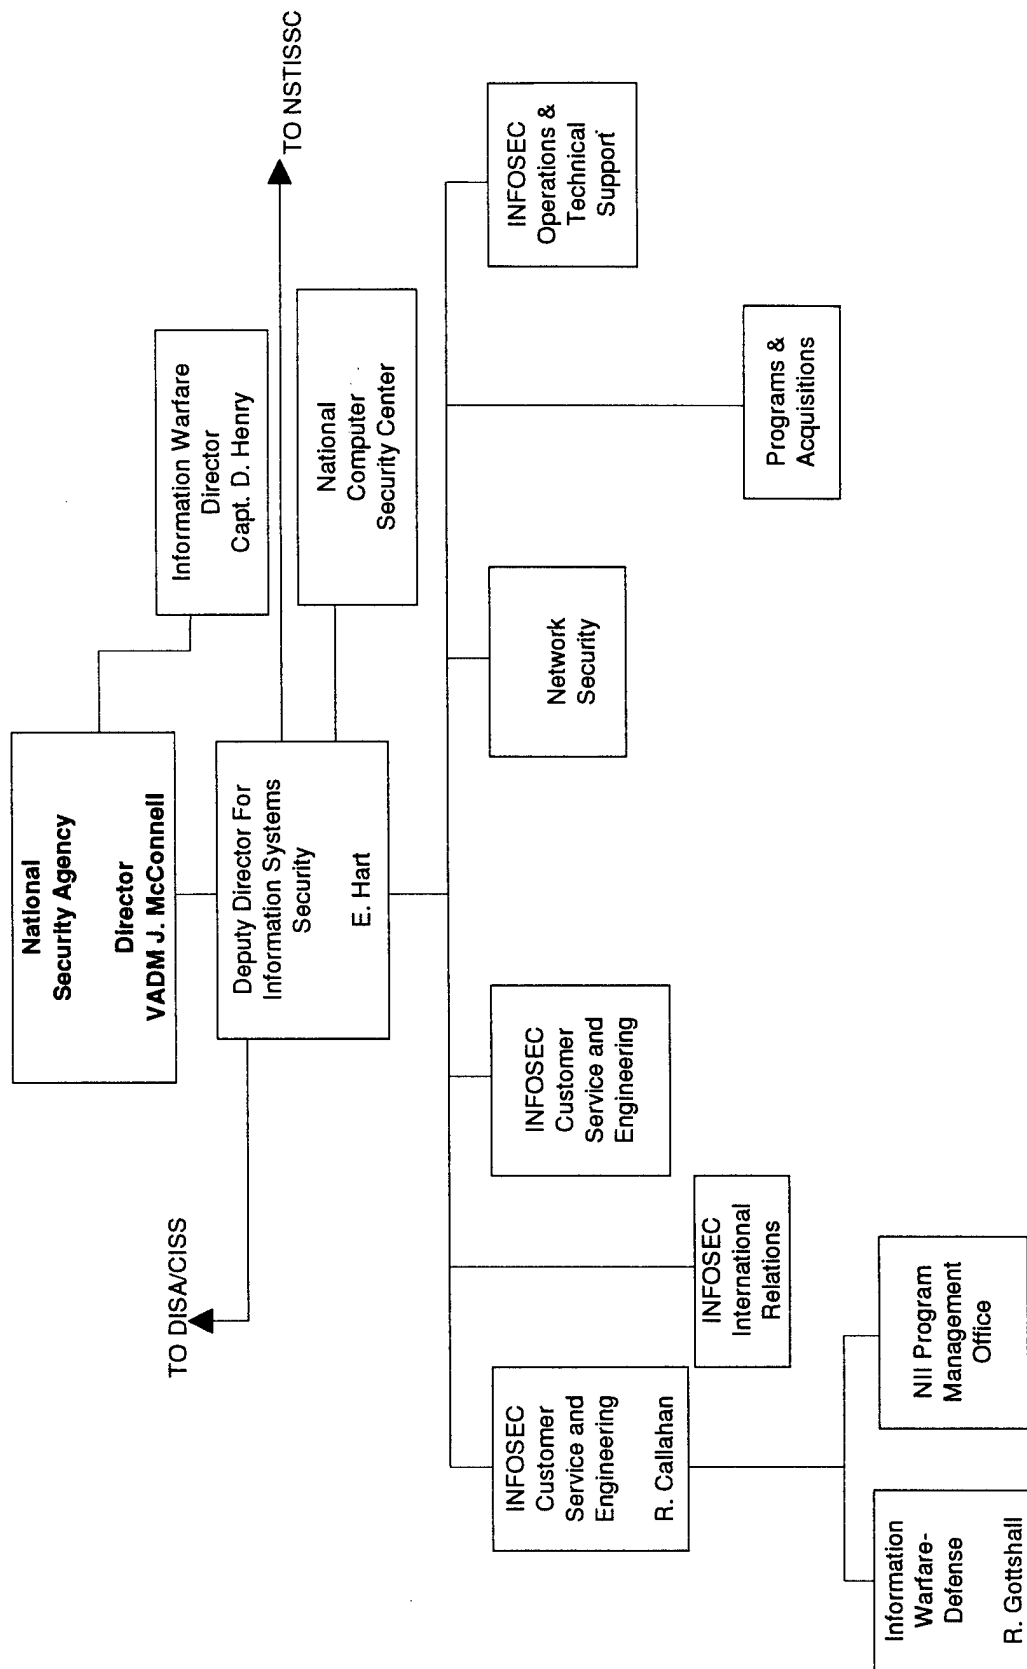 National
Security Agency
Director
VADM J. McConnell
Information Warfare
Director
Capt. D. Henry
TO DISA/CISS
Deputy Director For
Information Systems
Security
E. Hart
TO NSTISSC
National
Computer
Security Center
INFOSEC
Customer
Service and
Engineering
R. Callahan
INFOSEC
International
Relations
INFOSEC
Customer
Service and
Engineering
Network
Security
Programs &
Acquisitions
INFOSEC
Operations &
Technical
Support
Information
Warfare-
Defense
R. Gottshall
NII Program
Management
Office